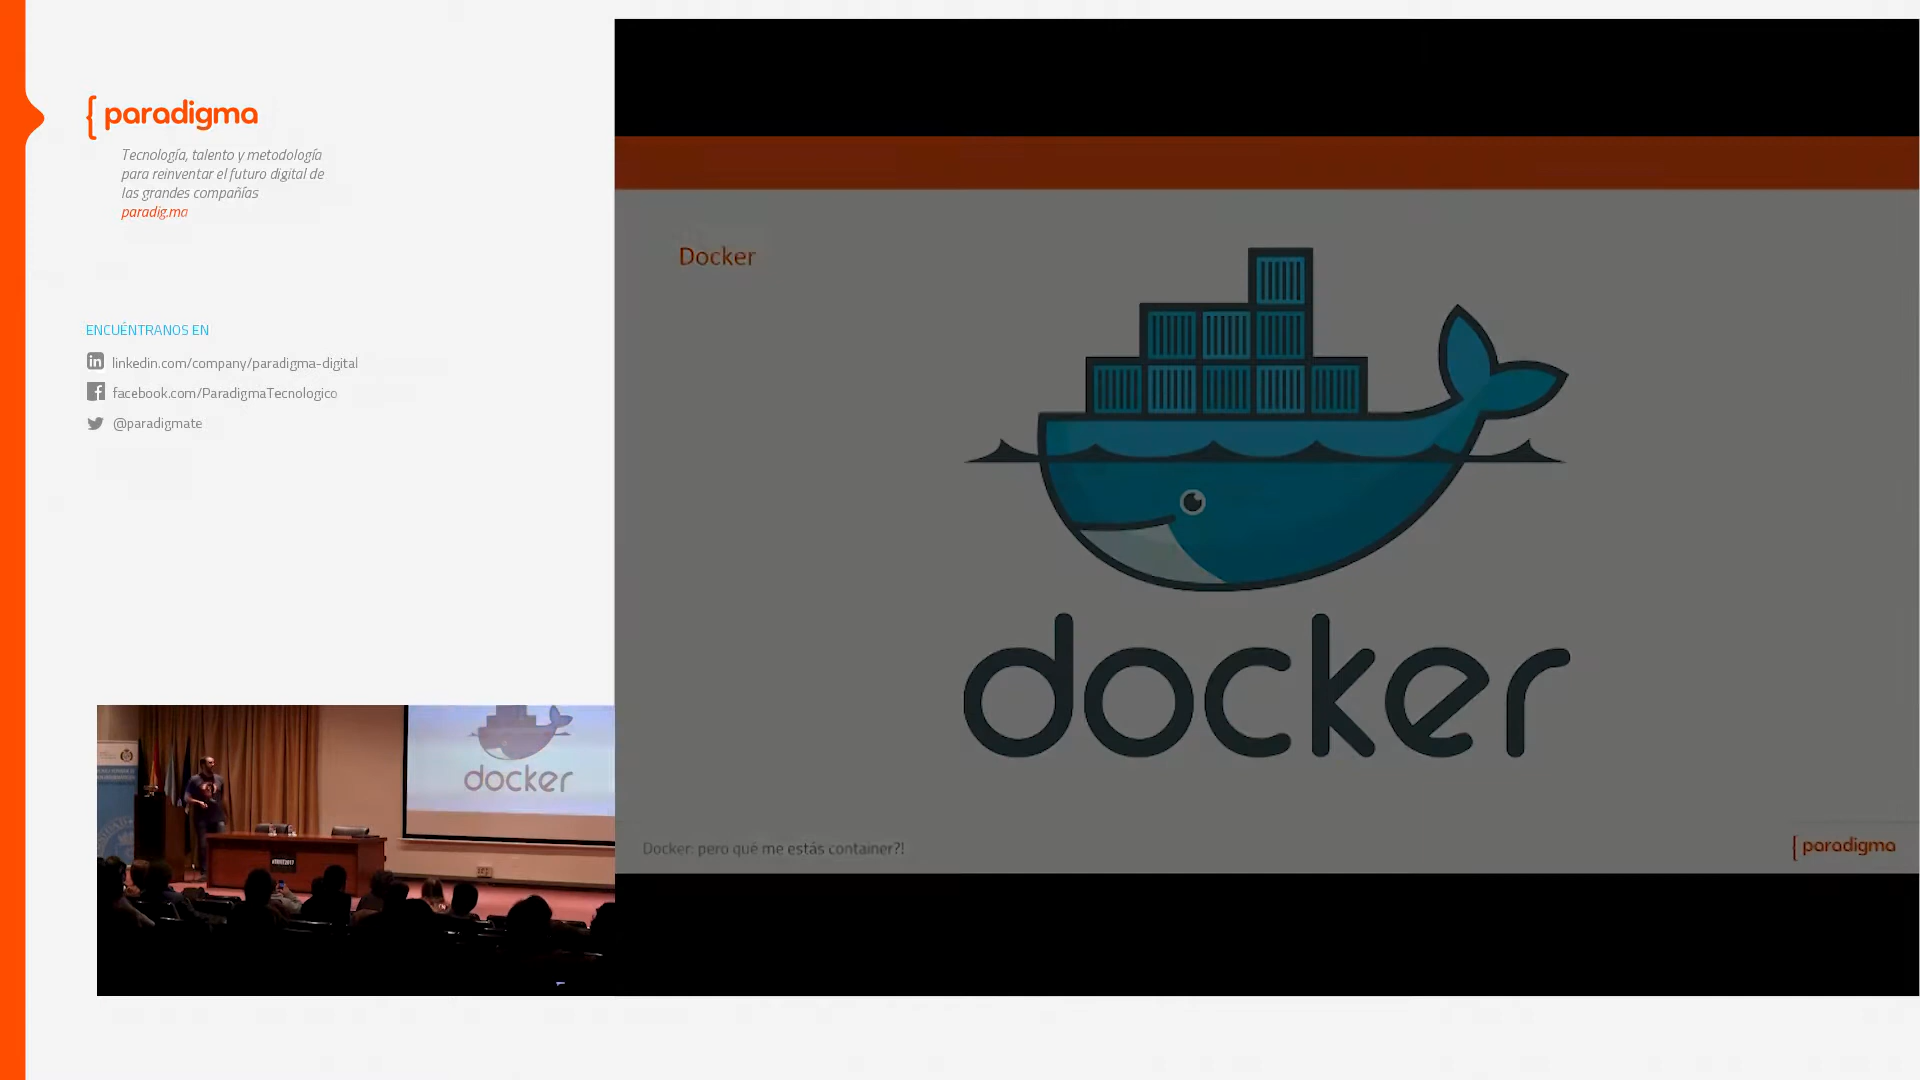 { paradigma
Tecnología, talento y metodología
para reinventar el futuro digital de
las grandes compañías
paradig.ma
ENCUÉNTRANOS EN
linkedin.com/company/paradigma-digital
facebook.com/ParadigmaTecnologico
@paradigmate
docker
Docker
docker
Docker: pero qué me estás container?!
{ paradigma